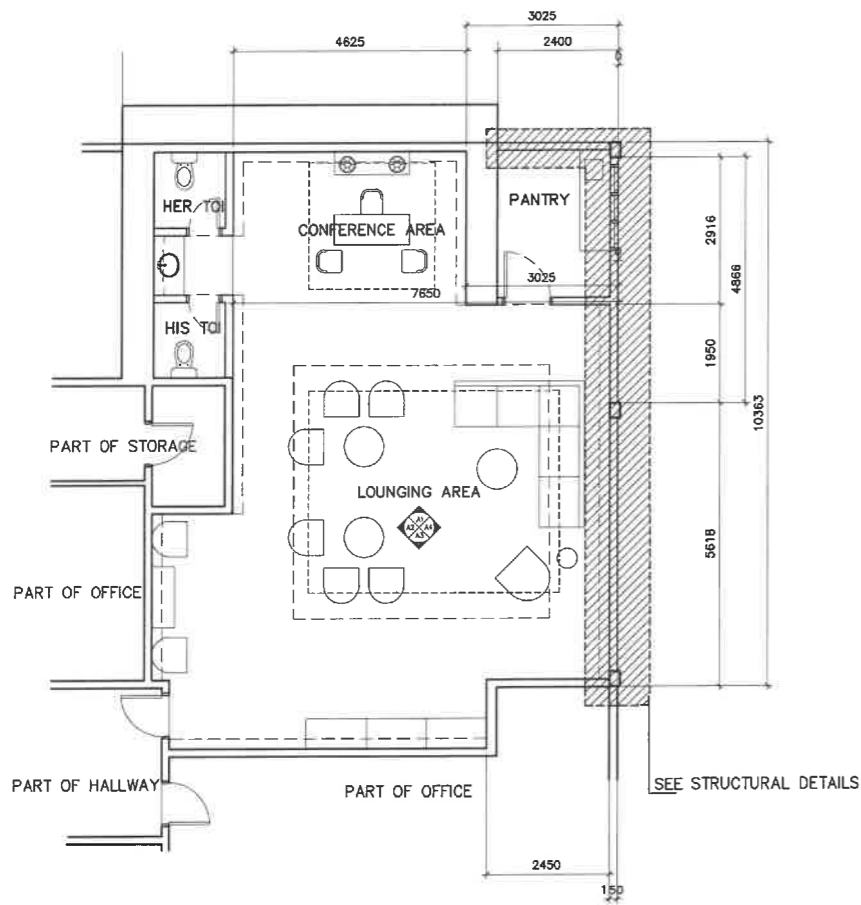 3025
4625
2400
0
HER TOI
PANTRY
CONFERENCE AREA
2916
4866
3025
7650
HIS TOI
1950
10363
PART OF STORAGE
LOUNGING AREA
A1
A2 A4
A3
5618
PART OF OFFICE
PART OF HALLWAY
PART OF OFFICE
SEE STRUCTURAL DETAILS
2450
150